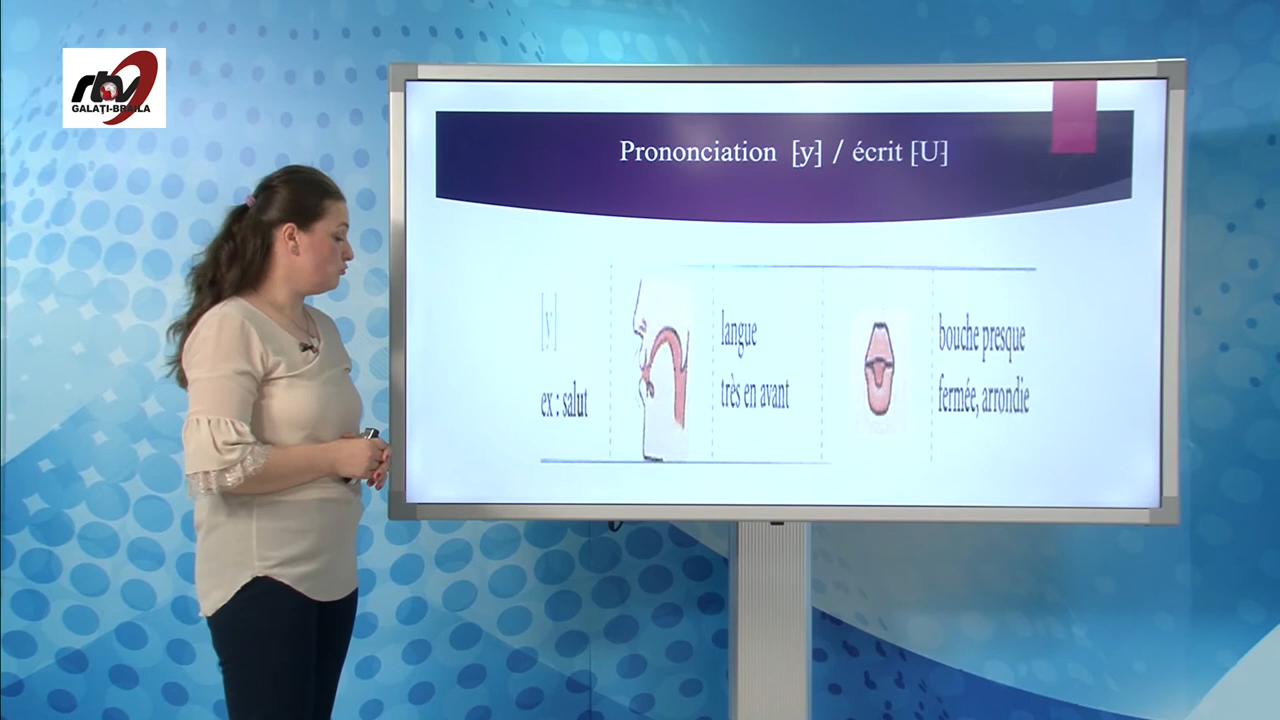 rtv
GALAȚI-BRĂILA
Prononciation [y] / écrit [U]
[y]
ex : salut
langue
très en avant
bouche presque
fermée, arrondie